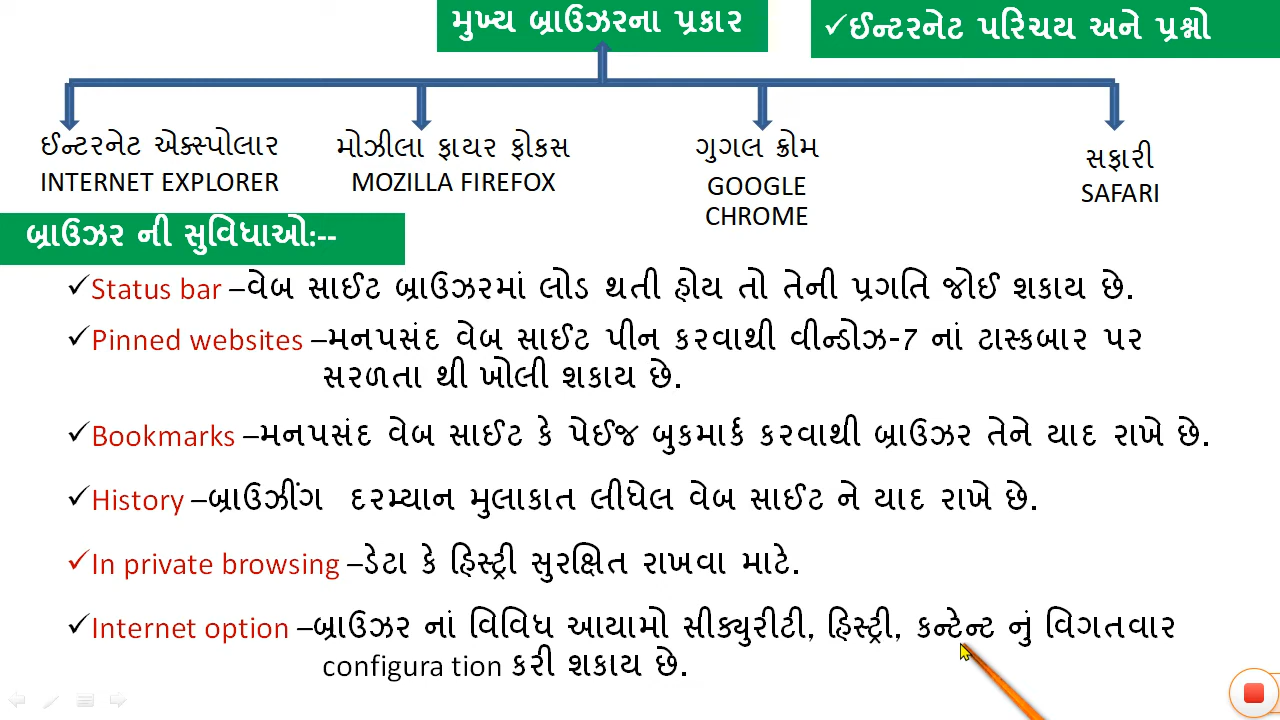 મુખ્ય બ્રાઉઝરના પ્રકાર
✓ઈન્ટરનેટ પરિચય અને પ્રશ્નો
ઈન્ટરનેટ એક્સ્પોલાર
INTERNET EXPLORER
મોઝીલા ફાયર ફોકસ
MOZILLA FIREFOX
ગુગલ ક્રોમ
GOOGLE
CHROME
સફારી
SAFARI
બ્રાઉઝર ની સુવિધાઓ:--
✓Status bar –વેબ સાઈટ બ્રાઉઝરમાં લોડ થતી હોય તો તેની પ્રગતિ જોઈ શકાય છે.
✓Pinned websites –મનપસંદ વેબ સાઈટ પીન કરવાથી વીન્ડોઝ-7 નાં ટાસ્કબાર પર
સરળતા થી ખોલી શકાય છે.
✓Bookmarks –મનપસંદ વેબ સાઈટ કે પેઈજ બુકમાર્ક કરવાથી બ્રાઉઝર તેને યાદ રાખે છે.
✓History –બ્રાઉઝીંગ દરમ્યાન મુલાકાત લીધેલ વેબ સાઈટ ને યાદ રાખે છે.
✓In private browsing –ડેટા કે હિસ્ટ્રી સુરક્ષિત રાખવા માટે.
✓Internet option –બ્રાઉઝર નાં વિવિધ આયામો સીક્યુરીટી, હિસ્ટ્રી, કન્ટેન્ટ નું વિગતવાર
configura tion કરી શકાય છે.